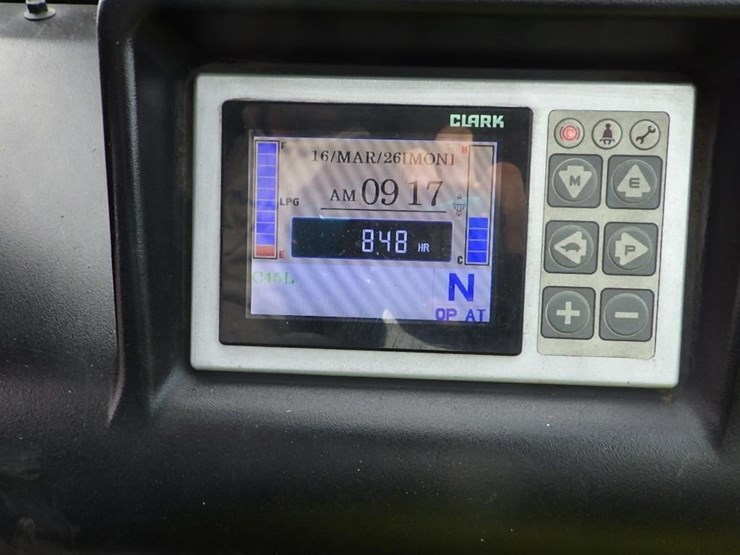 CLARK
F
H
16/MAR/26[MON]
LPG
AM 09 17
848 HR
E
C
C45L
N
OP AT
M
E
P
+
-